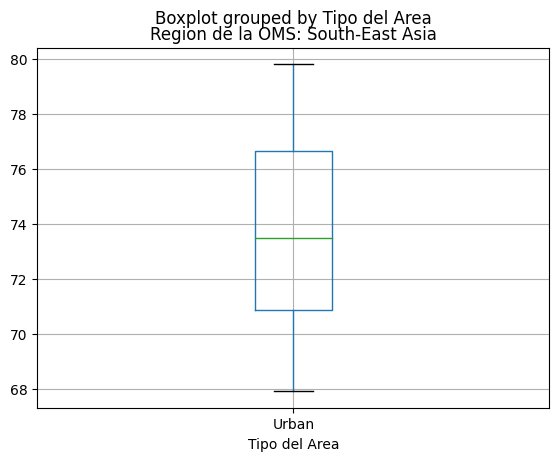 Boxplot grouped by Tipo del Area
Region de la OMS: South-East Asia
80
78
76
74
72
70
68
Urban
Tipo del Area